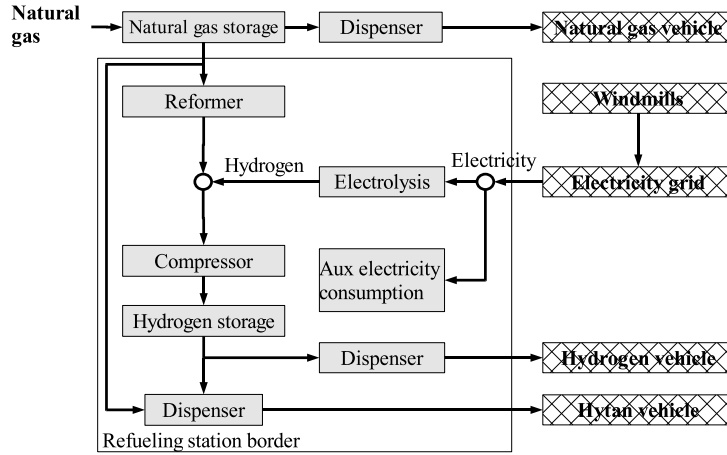 Natural
gas
Natural gas storage
Dispenser
Natural gas vehicle
Reformer
Windmills
Hydrogen
Electrolysis
Electricity
Electricity grid
Compressor
Aux electricity
consumption
Hydrogen storage
Dispenser
Hydrogen vehicle
Dispenser
Hytan vehicle
Refueling station border